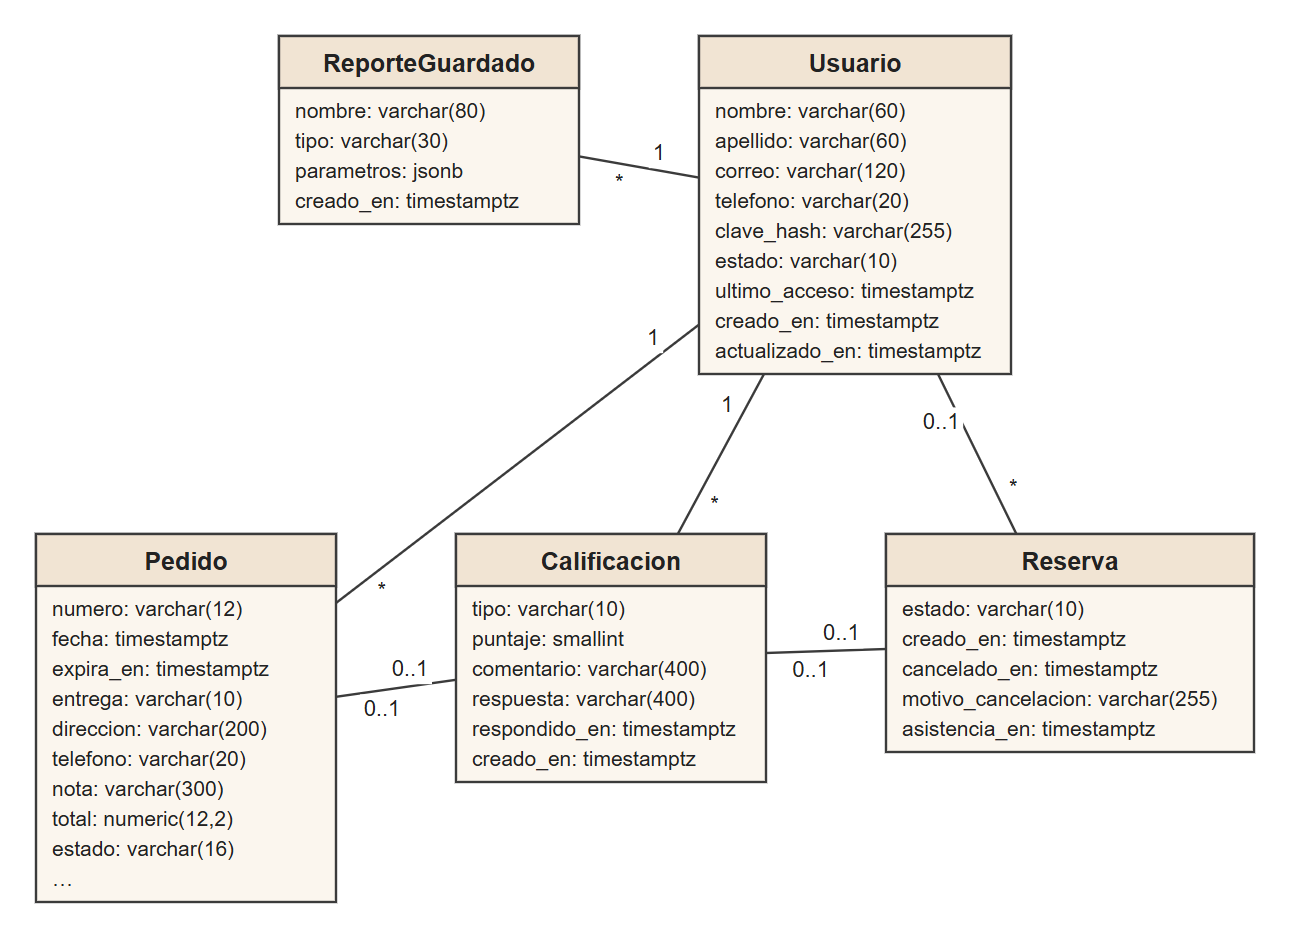 ReporteGuardado
nombre: varchar(80)
tipo: varchar(30)
parametros: jsonb
creado_en: timestamptz
Usuario
nombre: varchar(60)
apellido: varchar(60)
correo: varchar(120)
telefono: varchar(20)
clave_hash: varchar(255)
estado: varchar(10)
ultimo_acceso: timestamptz
creado_en: timestamptz
actualizado_en: timestamptz
1
*
1
*
1
*
0..1
*
Pedido
numero: varchar(12)
fecha: timestamptz
expira_en: timestamptz
entrega: varchar(10)
direccion: varchar(200)
telefono: varchar(20)
nota: varchar(300)
total: numeric(12,2)
estado: varchar(16)
…
0..1
0..1
Calificacion
tipo: varchar(10)
puntaje: smallint
comentario: varchar(400)
respuesta: varchar(400)
respondido_en: timestamptz
creado_en: timestamptz
0..1
0..1
Reserva
estado: varchar(10)
creado_en: timestamptz
cancelado_en: timestamptz
motivo_cancelacion: varchar(255)
asistencia_en: timestamptz